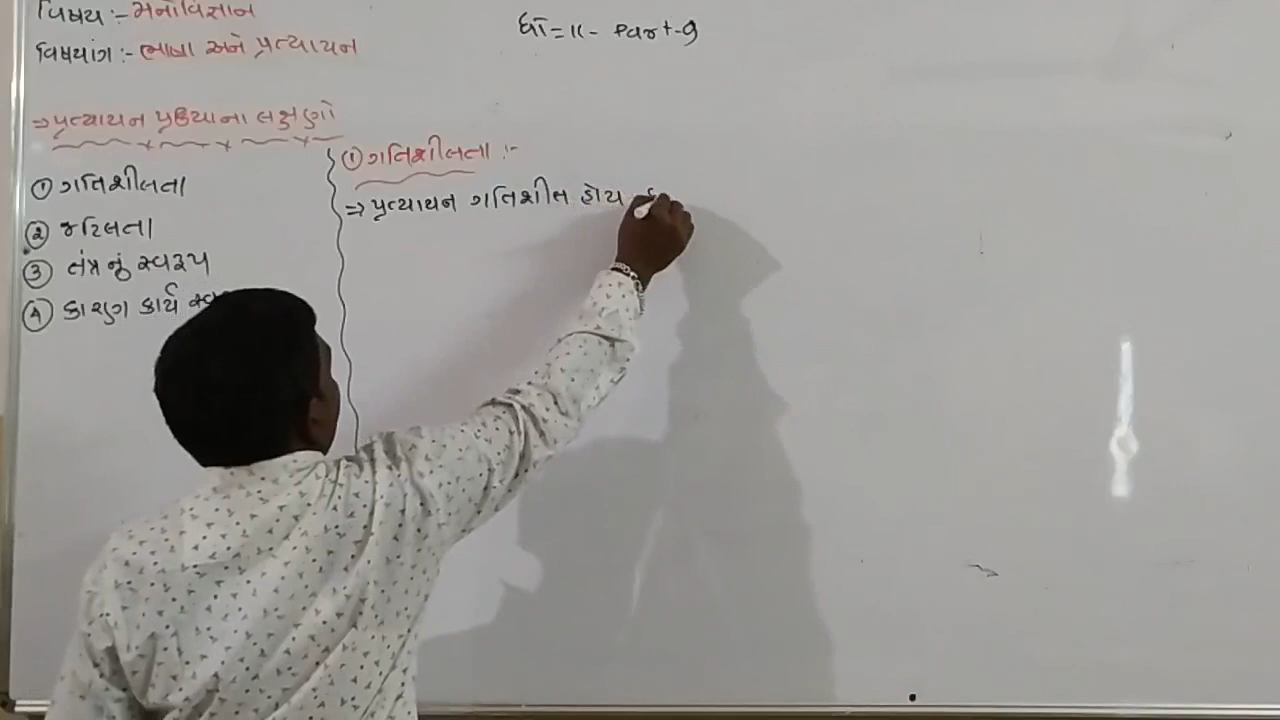 વિષય :- મનોવિજ્ઞાન
વિષયાંગ :- ભાષા અને પ્રત્યાયન
ધો = ॥ - Part-9
⇒ પ્રત્યાયન પ્રક્રિયાના લક્ષણો
① ગતિશીલતા
② જટિલતા
③ તંત્રનું સ્વરૂપ
④ કારણ કાર્ય
① ગતિશીલતા :-
⇒ પ્રત્યાયન ગતિશીલ હોય